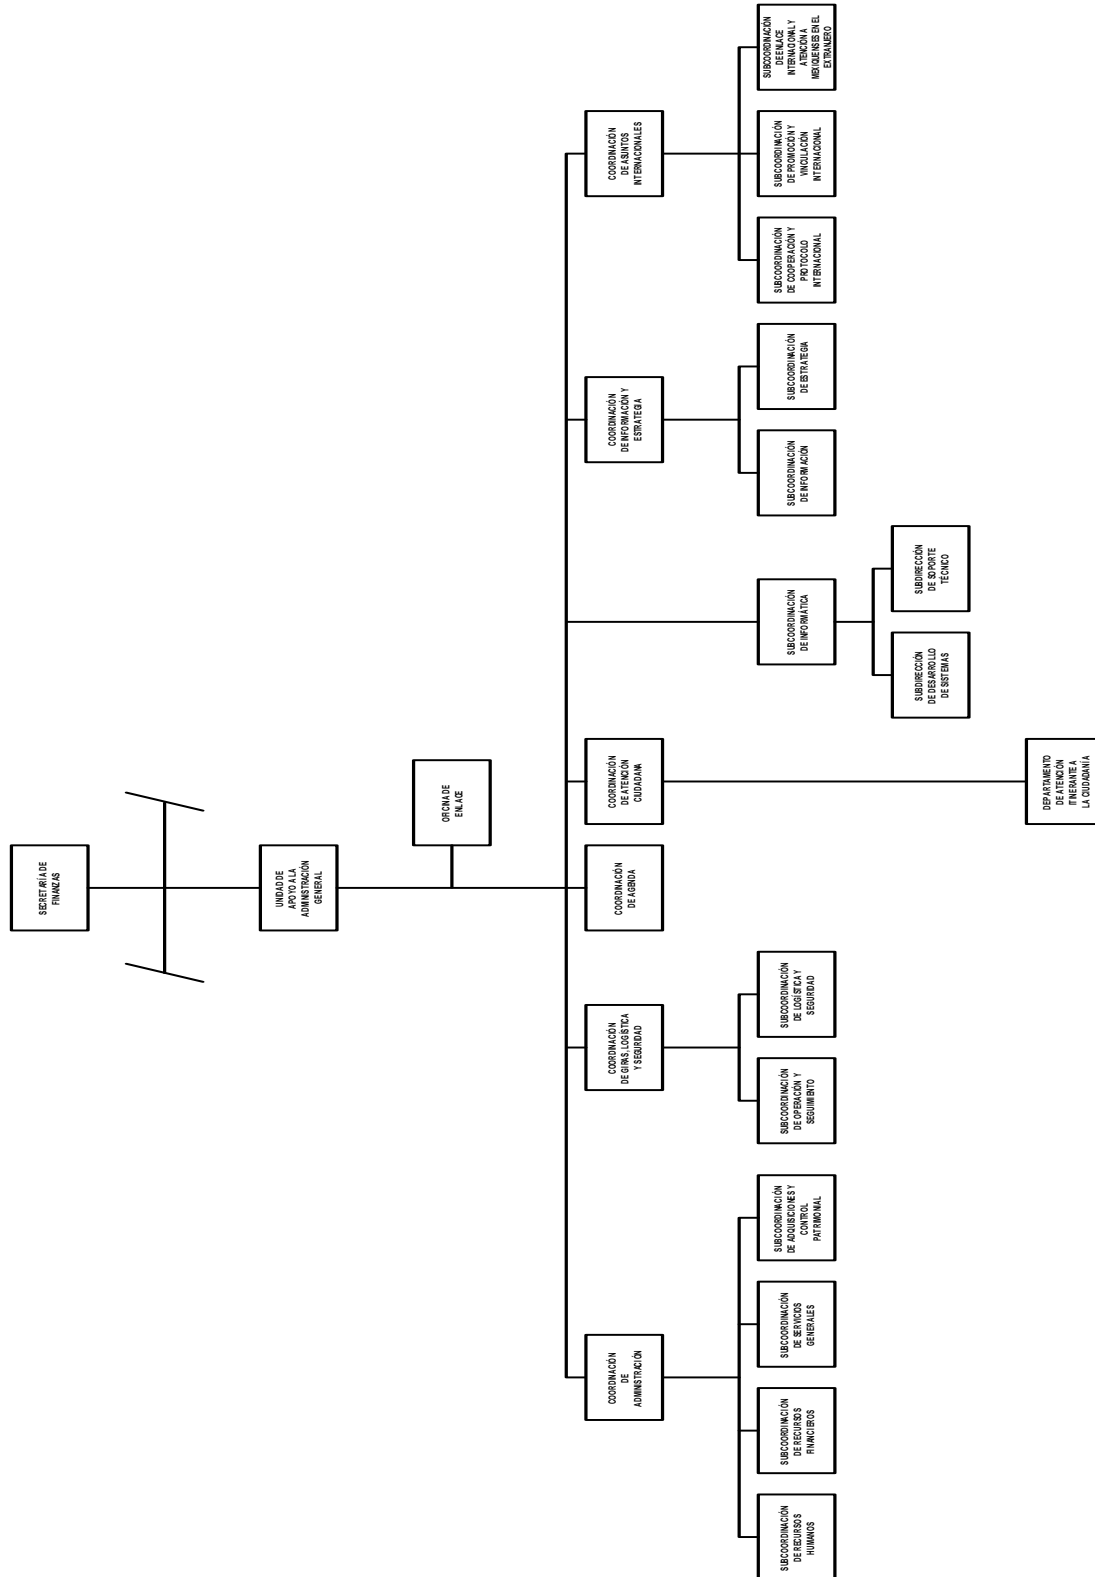 SECRETARÍA DE
FINANZAS
UNIDAD DE
APOYO A LA
ADMINISTRACIÓN
GENERAL
OFICINA DE
ENLACE
COORDINACIÓN
DE
ADMINISTRACIÓN
COORDINACIÓN
DE GIRAS, LOGÍSTICA
Y SEGURIDAD
COORDINACIÓN
DE AGENDA
COORDINACIÓN
DE ATENCIÓN
CIUDADANA
COORDINACIÓN
DE INFORMACIÓN Y
ESTRATEGIA
COORDINACIÓN
DE ASUNTOS
INTERNACIONALES
SUBCOORDINACIÓN
DE RECURSOS
HUMANOS
SUBCOORDINACIÓN
DE RECURSOS
FINANCIEROS
SUBCOORDINACIÓN
DE SERVICIOS
GENERALES
SUBCOORDINACIÓN
DE ADQUISICIONES Y
CONTROL
PATRIMONIAL
SUBCOORDINACIÓN
DE OPERACIÓN Y
SEGUIMIENTO
SUBCOORDINACIÓN
DE LOGÍSTICA Y
SEGURIDAD
SUBCOORDINACIÓN
DE INFORMÁTICA
SUBCOORDINACIÓN
DE INFORMACIÓN
SUBCOORDINACIÓN
DE ESTRATEGIA
SUBCOORDINACIÓN
DE COOPERACIÓN Y
PROTOCOLO
INTERNACIONAL
SUBCOORDINACIÓN
DE PROMOCIÓN Y
VINCULACIÓN
INTERNACIONAL
SUBCOORDINACIÓN
DE ENLACE
INTERNACIONAL Y
ATENCIÓN A
MEXIQUENSES EN EL
EXTRANJERO
SUBDIRECCIÓN
DE DESARROLLO
DE SISTEMAS
SUBDIRECCIÓN
DE SOPORTE
TÉCNICO
DEPARTAMENTO
DE ATENCIÓN
ITINERANTE A
LA CIUDADANÍA